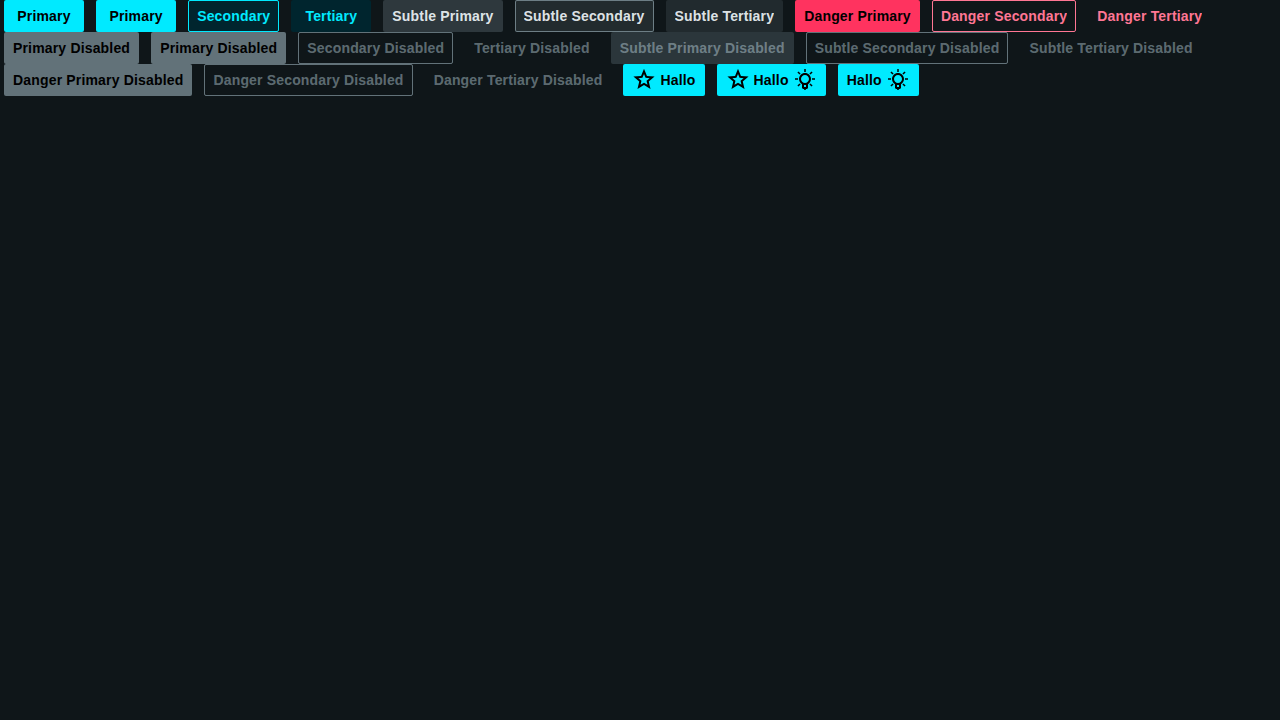 Primary Primary Secondary Tertiary Subtle Primary Subtle Secondary Subtle Tertiary Danger Primary Danger Secondary Danger Tertiary
Primary Disabled Primary Disabled Secondary Disabled Tertiary Disabled Subtle Primary Disabled Subtle Secondary Disabled Subtle Tertiary Disabled
Danger Primary Disabled Danger Secondary Disabled Danger Tertiary Disabled Hallo Hallo Hallo